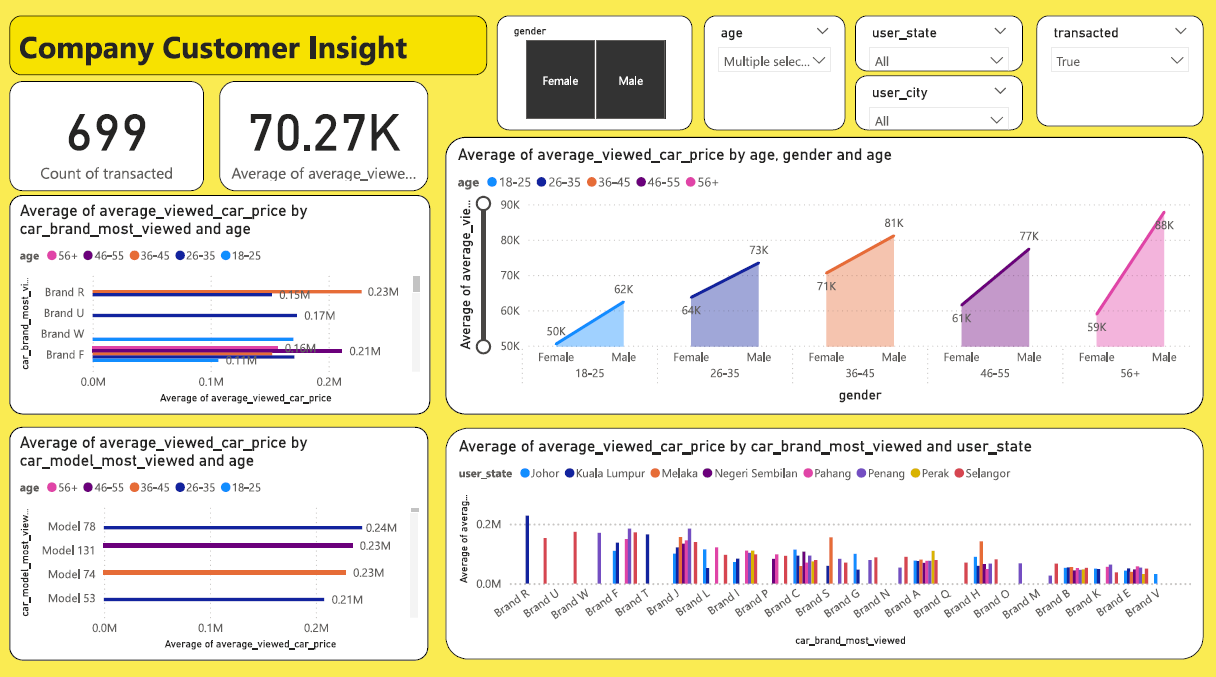 Company Customer Insight
gender
Female
Male
age
Multiple selec...
user_state
All
user_city
All
transacted
True
699
Count of transacted
70.27K
Average of average_viewe...
Average of average_viewed_car_price by
car_brand_most_viewed and age
age 56+ 46-55 36-45 26-35 18-25
car_brand_most_vi...
Brand R
0.23M
0.15M
Brand U
0.17M
Brand W
0.16M
Brand F
0.21M
0.11M
0.0M 0.1M 0.2M
Average of average_viewed_car_price
Average of average_viewed_car_price by age, gender and age
age 18-25 26-35 36-45 46-55 56+
Average of average_vie...
90K
80K
70K
60K
50K
50K
62K
64K
73K
71K
81K
61K
77K
59K
88K
Female Male Female Male Female Male Female Male Female Male
18-25 26-35 36-45 46-55 56+
gender
Average of average_viewed_car_price by
car_model_most_viewed and age
age 56+ 46-55 36-45 26-35 18-25
car_model_most_view...
Model 78
0.24M
Model 131
0.23M
Model 74
0.23M
Model 53
0.21M
0.0M 0.1M 0.2M
Average of average_viewed_car_price
Average of average_viewed_car_price by car_brand_most_viewed and user_state
user_state Johor Kuala Lumpur Melaka Negeri Sembilan Pahang Penang Perak Selangor
Average of averag...
0.2M
0.0M
Brand R Brand U Brand W Brand F Brand T Brand J Brand L Brand I Brand P Brand C Brand S Brand G Brand N Brand A Brand Q Brand H Brand O Brand M Brand B Brand K Brand E Brand V
car_brand_most_viewed